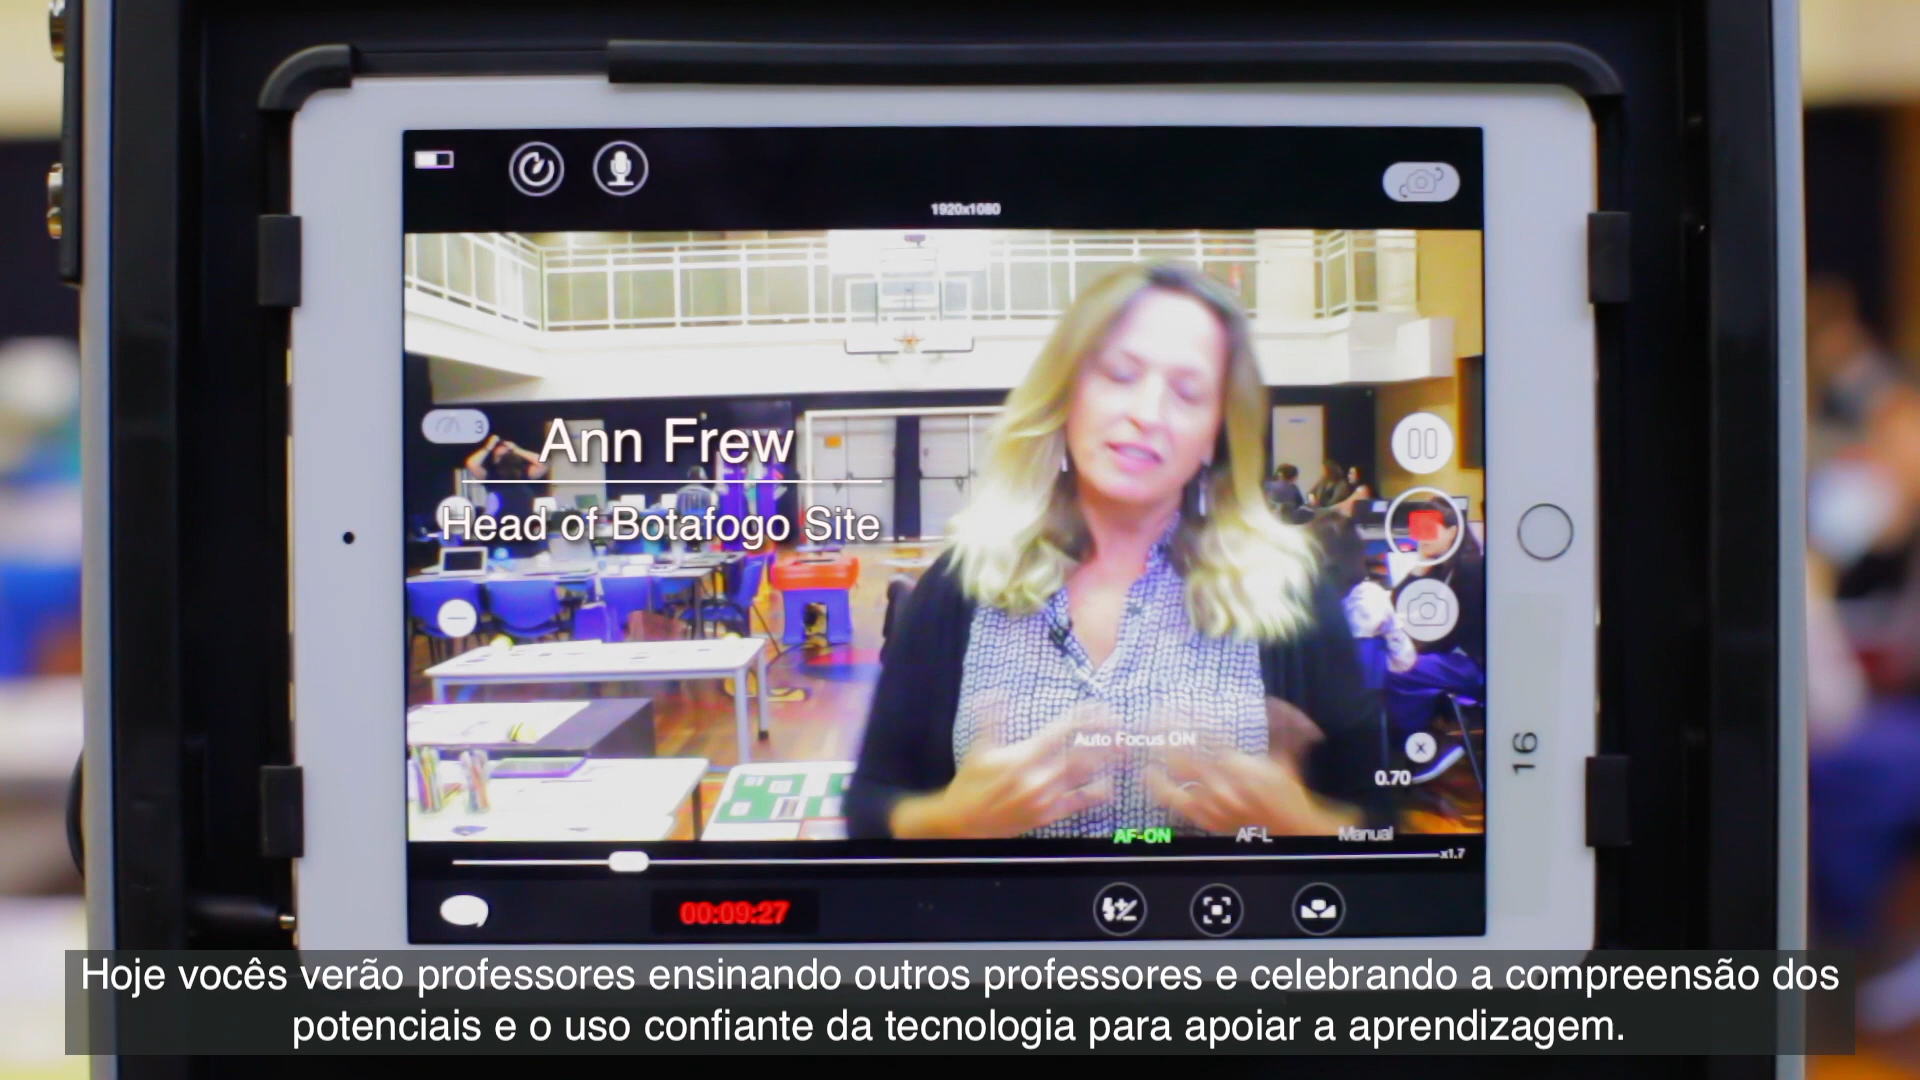 1920x1080
3
Ann Frew
Head of Botafogo Site
Auto Focus ON
0.70
16
AF-ON
AF-L
Manual
x1.7
00:09:27
Hoje vocês verão professores ensinando outros professores e celebrando a compreensão dos
potenciais e o uso confiante da tecnologia para apoiar a aprendizagem.